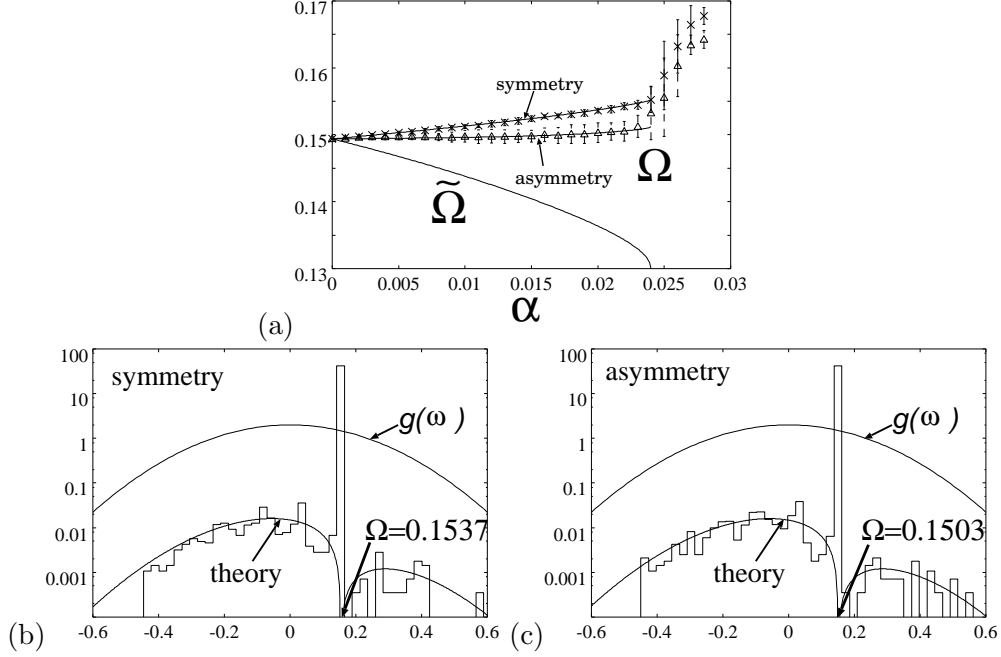 0.17
0.16
0.15
0.14
0.13
symmetry
asymmetry
Ω
Ω̃
0 0.005 0.01 0.015 0.02 0.025 0.03
α
(a)
100
10
1
0.1
0.01
0.001
symmetry
g(ω)
Ω=0.1537
theory
-0.6 -0.4 -0.2 0 0.2 0.4 0.6
(b)
100
10
1
0.1
0.01
0.001
asymmetry
g(ω)
Ω=0.1503
theory
-0.6 -0.4 -0.2 0 0.2 0.4 0.6
(c)